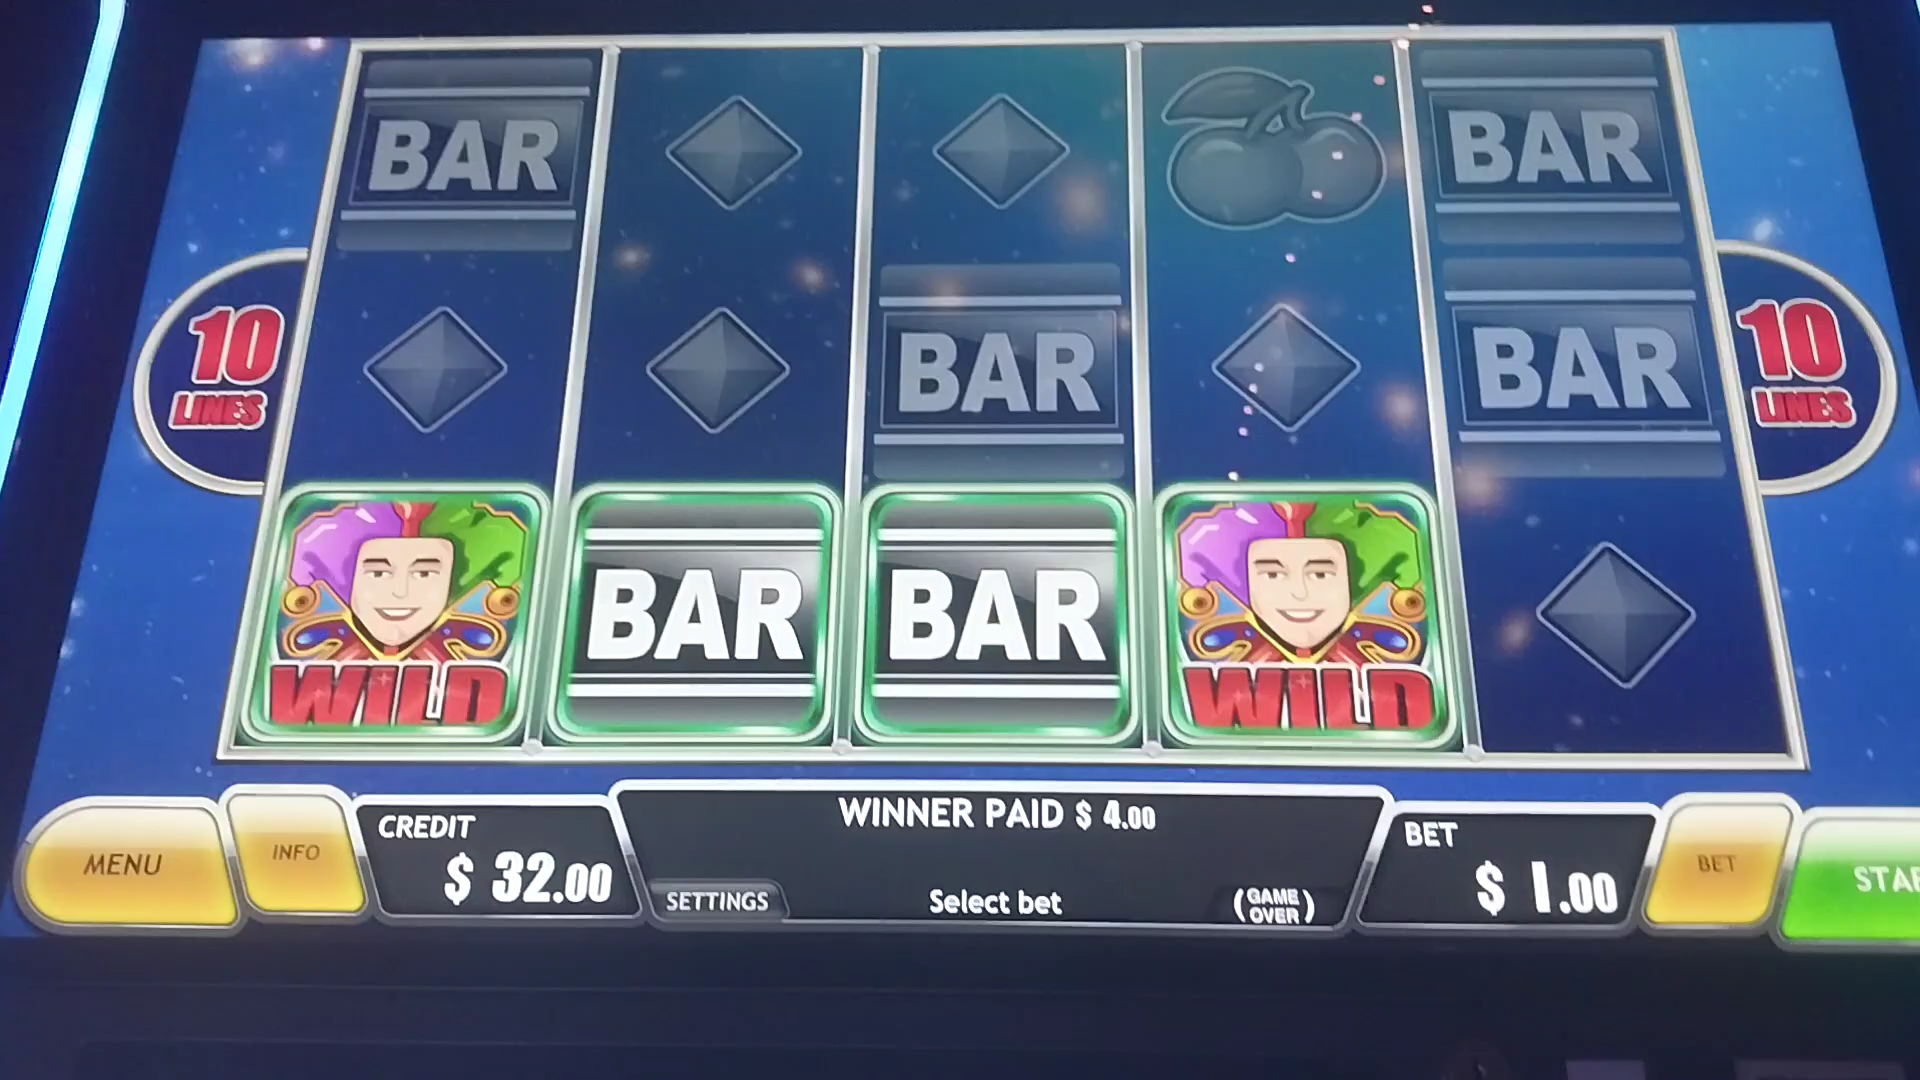 BAR
BAR
10
LINES
BAR
BAR
10
LINES
WILD
BAR
BAR
WILD
MENU
INFO
CREDIT
$ 32.00
WINNER PAID $ 4.00
SETTINGS
Select bet
(GAME OVER)
BET
$ 1.00
BET